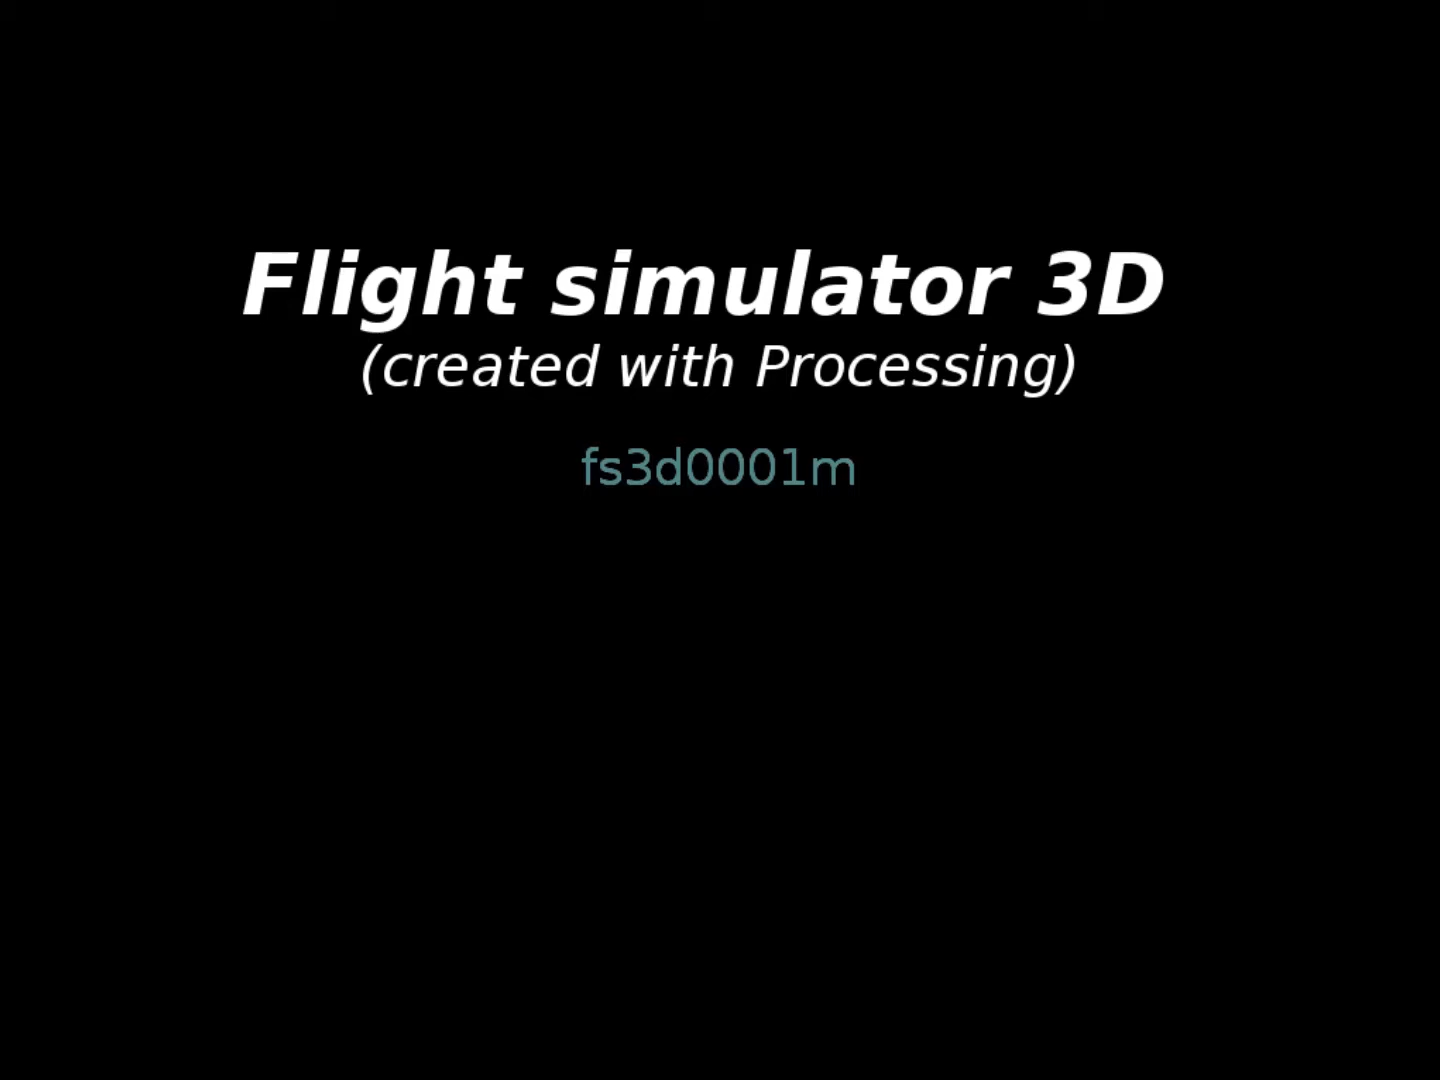 Flight simulator 3D
(created with Processing)
fs3d0001m